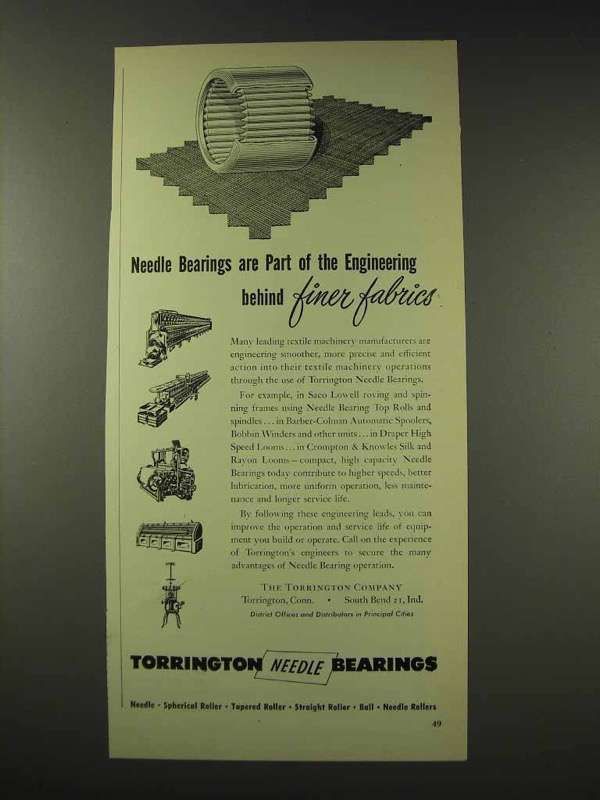 Needle Bearings are Part of the Engineering
behind finer fabrics
Many leading textile machinery manufacturers are
engineering smoother, more precise and efficient
action into their textile machinery operations
through the use of Torrington Needle Bearings.
For example, in Saco Lowell roving and spin-
ning frames using Needle Bearing Top Rolls and
spindles...in Barber-Colman Automatic Spoolers,
Bobbin Winders and other units...in Draper High
Speed Looms...in Crompton & Knowles Silk and
Rayon Looms – compact, high capacity Needle
Bearings today contribute to higher speeds, better
lubrication, more uniform operation, less mainte-
nance and longer service life.
By following these engineering leads, you can
improve the operation and service life of equip-
ment you build or operate. Call on the experience
of Torrington's engineers to secure the many
advantages of Needle Bearing operation.
THE TORRINGTON COMPANY
Torrington, Conn. • South Bend 21, Ind.
District Offices and Distributors in Principal Cities
TORRINGTON NEEDLE BEARINGS
Needle • Spherical Roller • Tapered Roller • Straight Roller • Ball • Needle Rollers
49